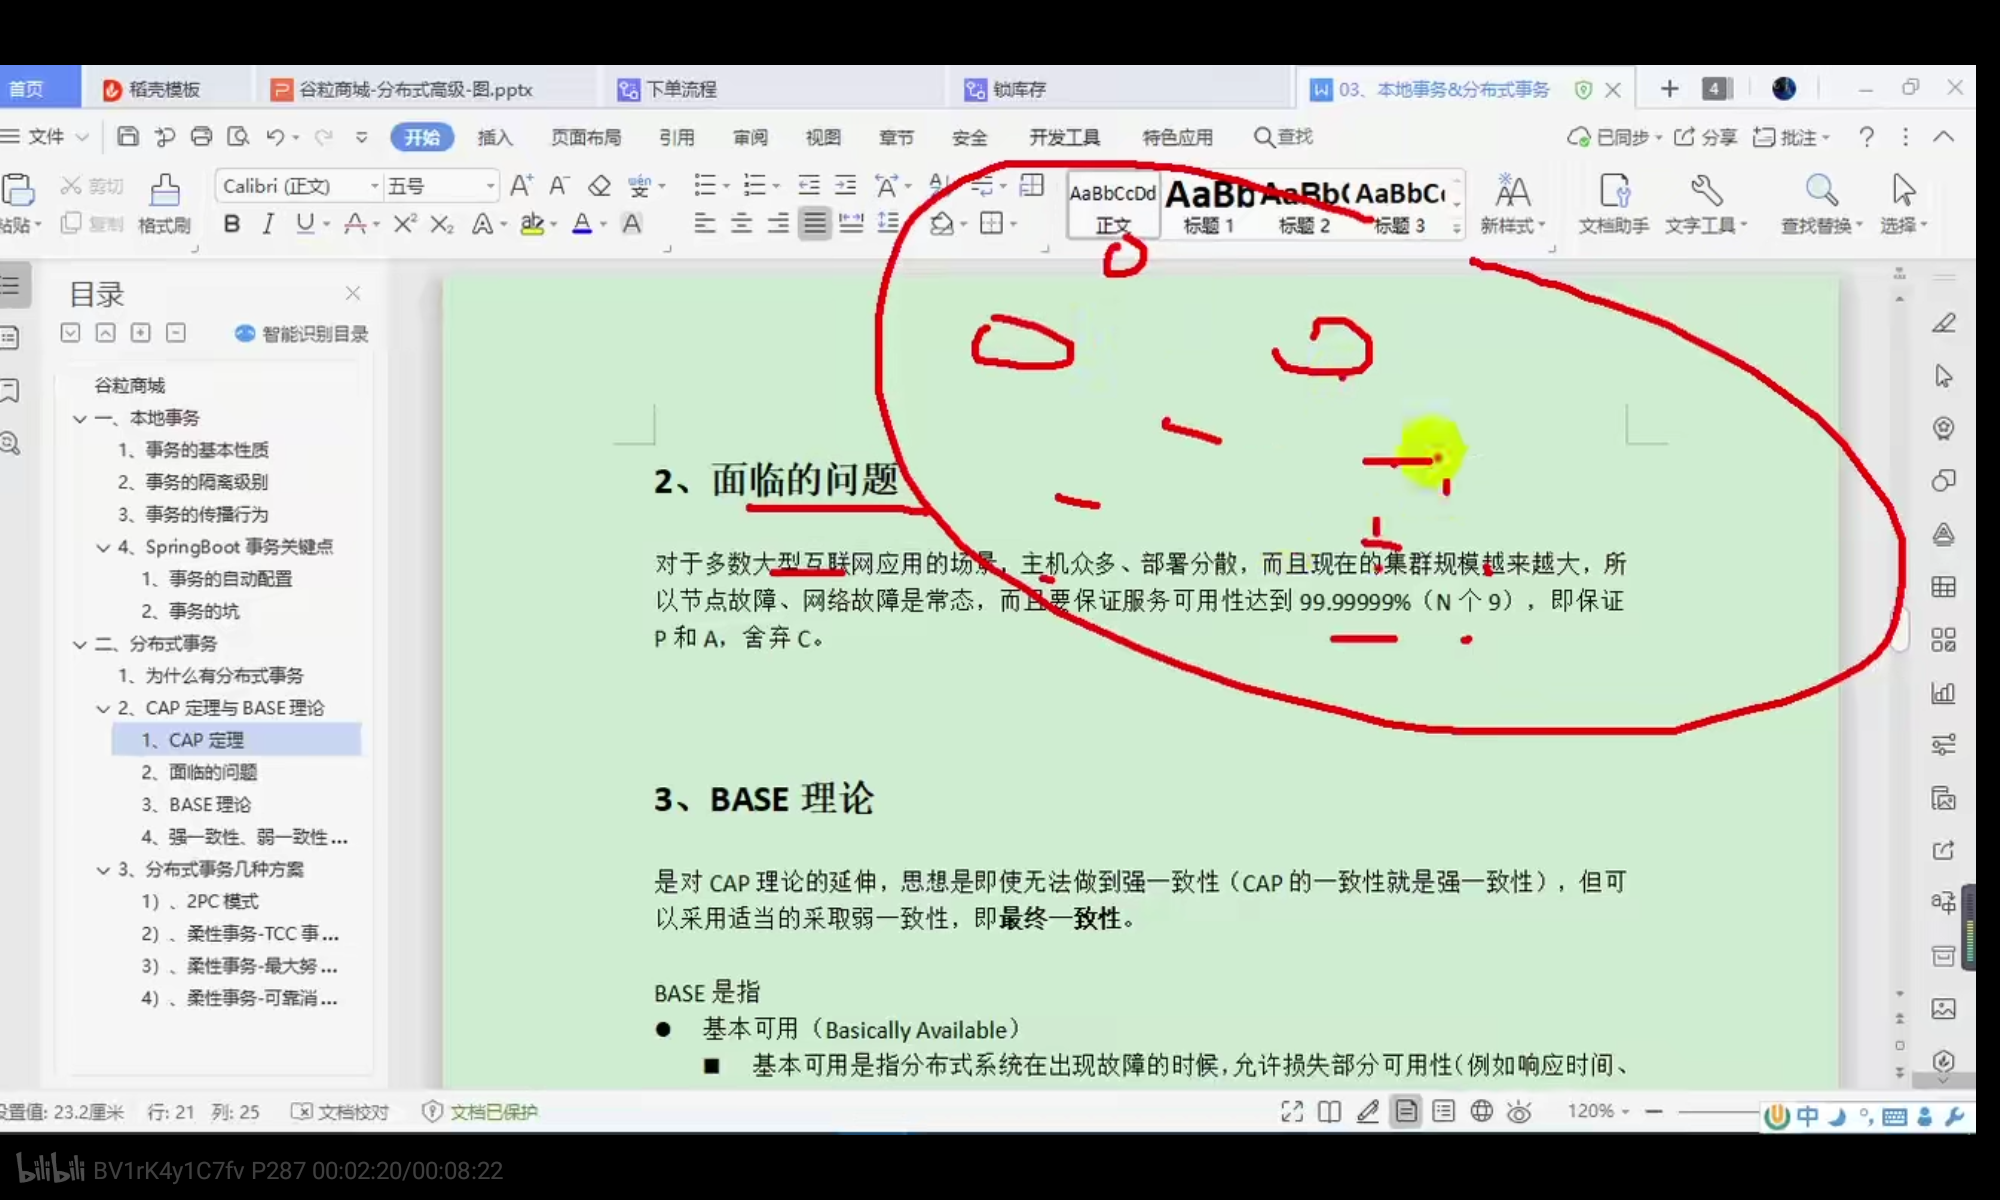 首页
稻壳模板
谷粒商城-分布式高级-图.pptx
下单流程
锁库存
03、本地事务&分布式事务
4
文件
开始
插入
页面布局
引用
审阅
视图
章节
安全
开发工具
特色应用
查找
已同步
分享
批注
粘贴
剪切
复制
格式刷
Calibri (正文)
五号
AaBbCcDd
正文
标题 1
标题 2
标题 3
新样式
文档助手
文字工具
查找替换
选择
目录
智能识别目录
谷粒商城
一、本地事务
1、事务的基本性质
2、事务的隔离级别
3、事务的传播行为
4、SpringBoot 事务关键点
1、事务的自动配置
2、事务的坑
二、分布式事务
1、为什么有分布式事务
2、CAP 定理与 BASE 理论
1、CAP 定理
2、面临的问题
3、BASE 理论
4、强一致性、弱一致性...
3、分布式事务几种方案
1）、2PC 模式
2）、柔性事务-TCC 事...
3）、柔性事务-最大努...
4）、柔性事务-可靠消...
2、面临的问题
对于多数大型互联网应用的场景，主机众多、部署分散，而且现在的集群规模越来越大，所
以节点故障、网络故障是常态，而且要保证服务可用性达到 99.99999%（N 个 9），即保证
P 和 A，舍弃 C。
3、BASE 理论
是对 CAP 理论的延伸，思想是即使无法做到强一致性（CAP 的一致性就是强一致性），但可
以采用适当的采取弱一致性，即最终一致性。
BASE 是指
● 基本可用（Basically Available）
■ 基本可用是指分布式系统在出现故障的时候，允许损失部分可用性（例如响应时间、
设置值: 23.2厘米
行: 21
列: 25
文档校对
文档已保护
120%
中
bilibili BV1rK4y1C7fv P287 00:02:20/00:08:22